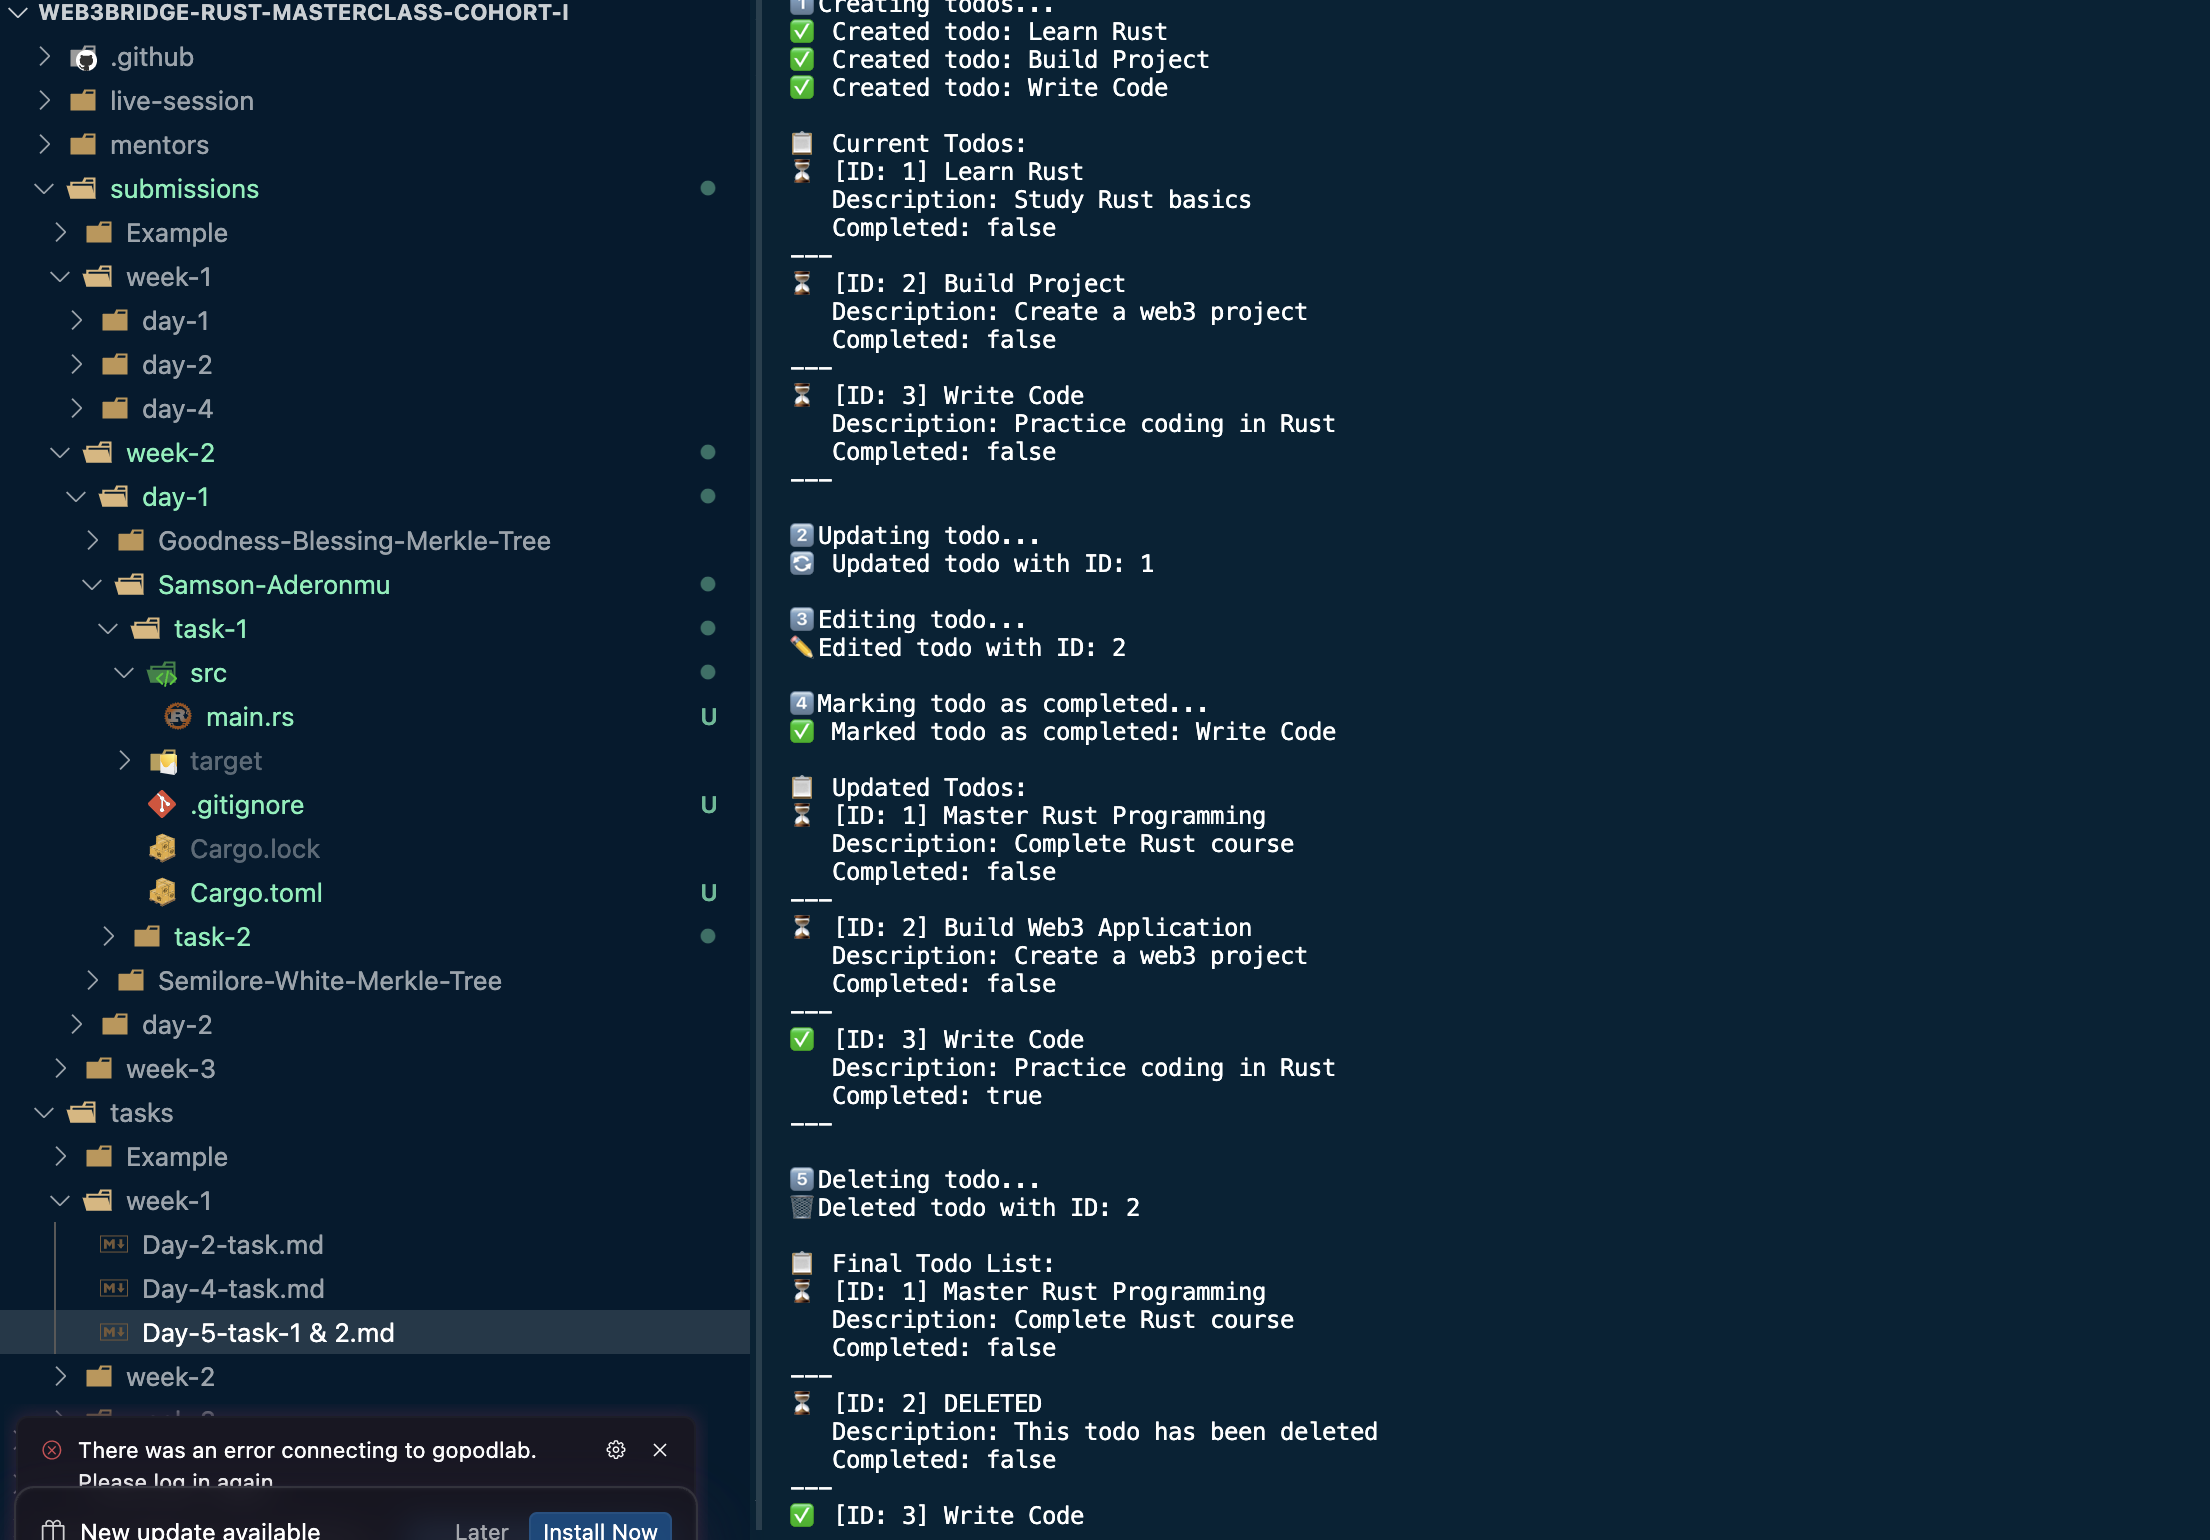 WEB3BRIDGE-RUST-MASTERCLASS-COHORT-I
.github
live-session
mentors
submissions
Example
week-1
day-1
day-2
day-4
week-2
day-1
Goodness-Blessing-Merkle-Tree
Samson-Aderonmu
task-1
src
main.rs U
target
.gitignore U
Cargo.lock
Cargo.toml U
task-2
Semilore-White-Merkle-Tree
day-2
week-3
tasks
Example
week-1
Day-2-task.md
Day-4-task.md
Day-5-task-1 & 2.md
week-2
There was an error connecting to gopodlab.
Please log in again
New update available Later Install Now
1 Creating todos...
✅ Created todo: Learn Rust
✅ Created todo: Build Project
✅ Created todo: Write Code
📋 Current Todos:
⏳ [ID: 1] Learn Rust
Description: Study Rust basics
Completed: false
---
⏳ [ID: 2] Build Project
Description: Create a web3 project
Completed: false
---
⏳ [ID: 3] Write Code
Description: Practice coding in Rust
Completed: false
---
2 Updating todo...
🔄 Updated todo with ID: 1
3 Editing todo...
✏️Edited todo with ID: 2
4 Marking todo as completed...
✅ Marked todo as completed: Write Code
📋 Updated Todos:
⏳ [ID: 1] Master Rust Programming
Description: Complete Rust course
Completed: false
---
⏳ [ID: 2] Build Web3 Application
Description: Create a web3 project
Completed: false
---
✅ [ID: 3] Write Code
Description: Practice coding in Rust
Completed: true
---
5 Deleting todo...
🗑️Deleted todo with ID: 2
📋 Final Todo List:
⏳ [ID: 1] Master Rust Programming
Description: Complete Rust course
Completed: false
---
⏳ [ID: 2] DELETED
Description: This todo has been deleted
Completed: false
---
✅ [ID: 3] Write Code